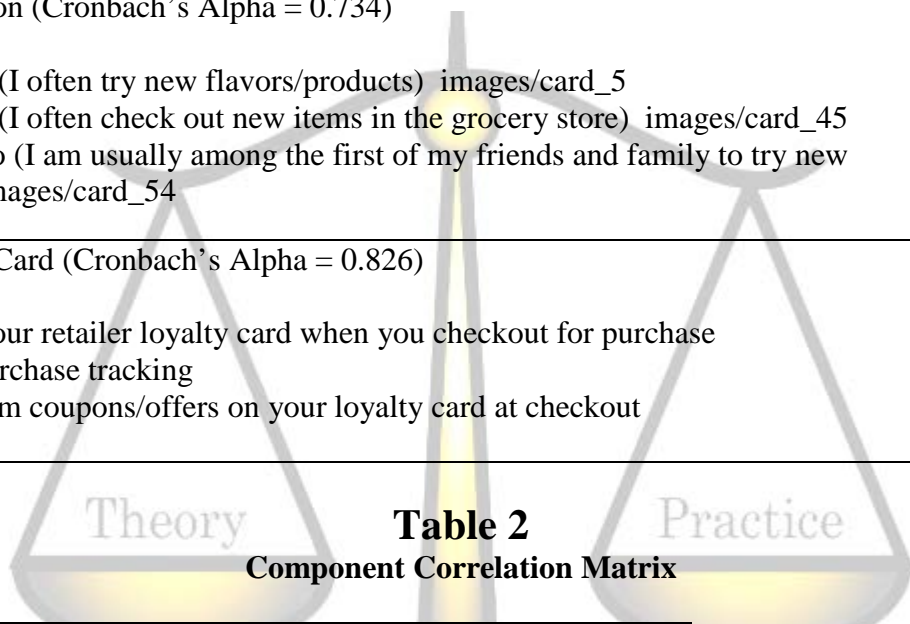 on (Cronbach's Alpha = 0.734)
(I often try new flavors/products) images/card_5
(I often check out new items in the grocery store) images/card_45
(I am usually among the first of my friends and family to try new
images/card_54
Card (Cronbach's Alpha = 0.826)
our retailer loyalty card when you checkout for purchase
rchase tracking
m coupons/offers on your loyalty card at checkout
Theory
Practice
Table 2
Component Correlation Matrix